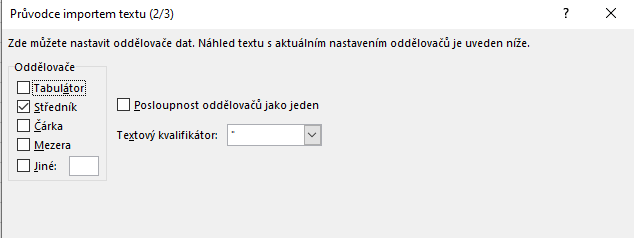 Průvodce importem textu (2/3)
Zde můžete nastavit oddělovače dat. Náhled textu s aktuálním nastavením oddělovačů je uveden níže.
Oddělovače
Tabulátor
Středník
Čárka
Mezera
Jiné:
Posloupnost oddělovačů jako jeden
Textový kvalifikátor: "